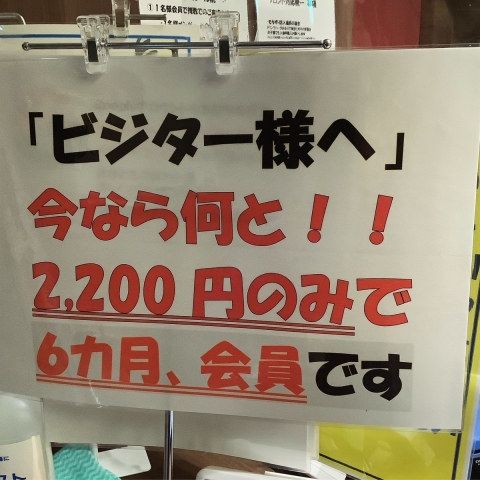 「ビジター様へ」
今なら何と！！
2,200 円のみで
6カ月、会員です